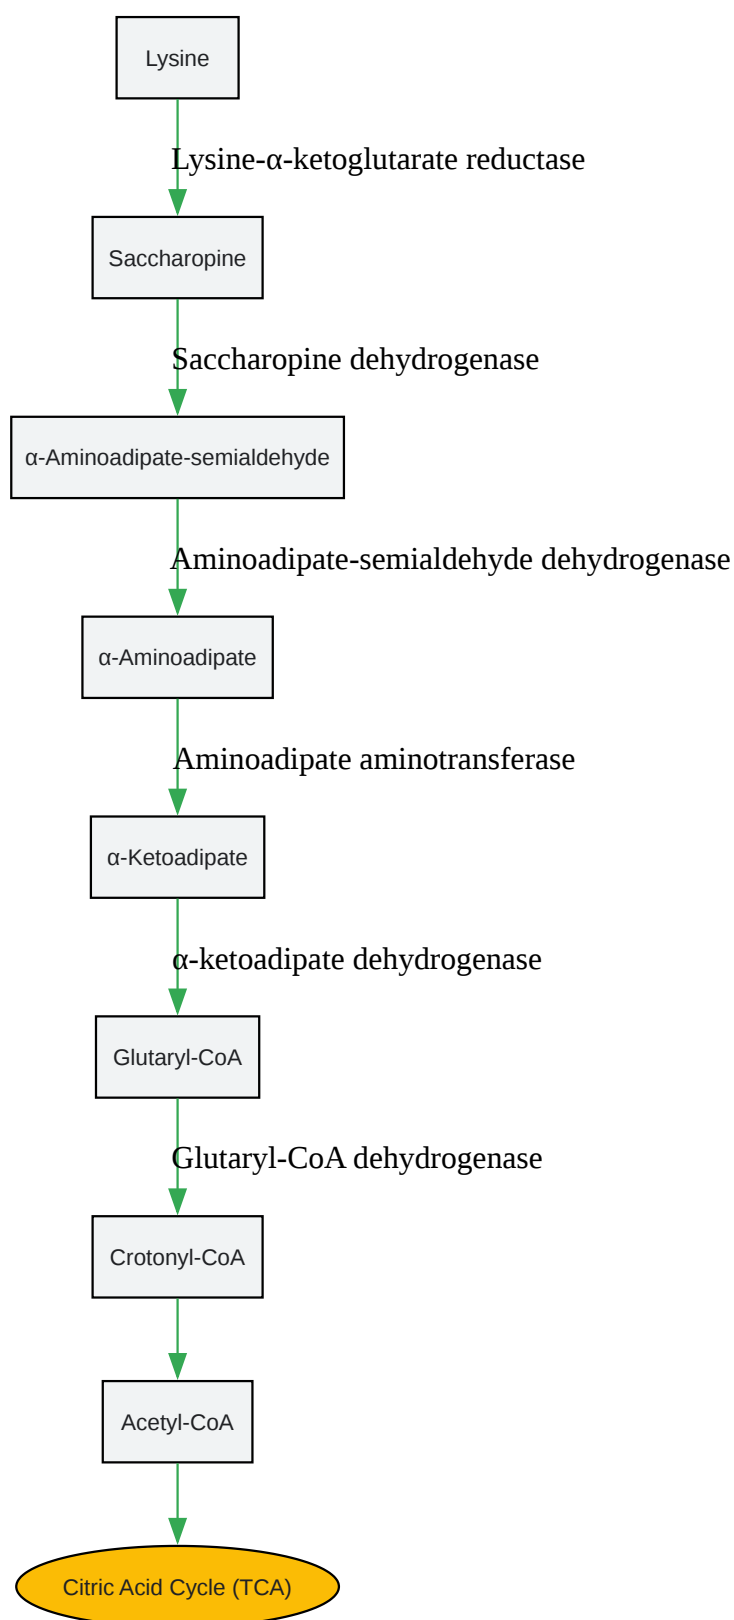 Lysine
Lysine-α-ketoglutarate reductase
Saccharopine
Saccharopine dehydrogenase
α-Aminoadipate-semialdehyde
Aminoadipate-semialdehyde dehydrogenase
α-Aminoadipate
Aminoadipate aminotransferase
α-Ketoadipate
α-ketoadipate dehydrogenase
Glutaryl-CoA
Glutaryl-CoA dehydrogenase
Crotonyl-CoA
Acetyl-CoA
Citric Acid Cycle (TCA)